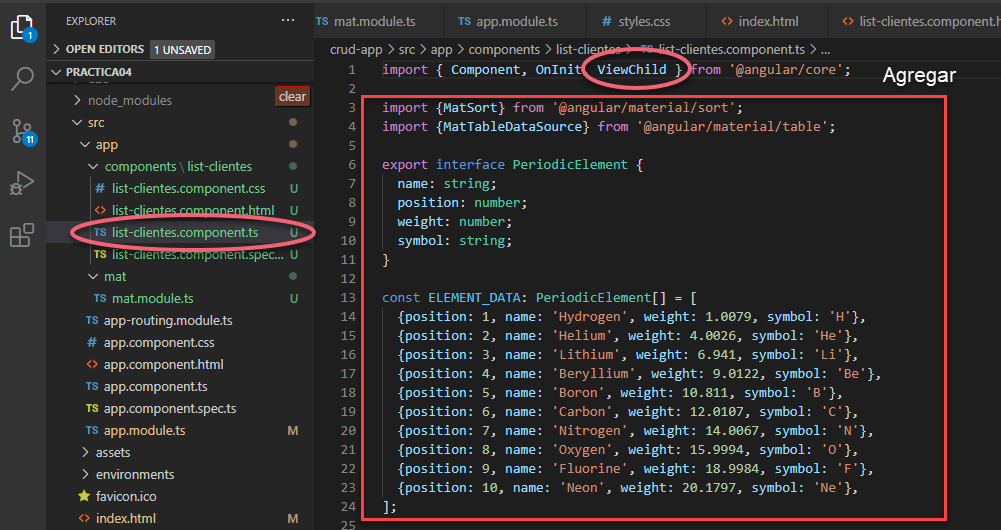 EXPLORER
...
OPEN EDITORS 1 UNSAVED
PRACTICA04
node_modules
clear
src
app
components \ list-clientes
# list-clientes.component.css U
<> list-clientes.component.html U
TS list-clientes.component.ts U
TS list-clientes.component.spec... U
mat
TS mat.module.ts U
TS app-routing.module.ts
# app.component.css
<> app.component.html
TS app.component.ts
TS app.component.spec.ts
TS app.module.ts M
assets
environments
favicon.ico
<> index.html M
1
11
TS mat.module.ts
TS app.module.ts
# styles.css
<> index.html
<> list-clientes.component.h
crud-app > src > app > components > list-clientes > TS list-clientes.component.ts > ...
Agregar
1 import { Component, OnInit, ViewChild } from '@angular/core';
2
3 import {MatSort} from '@angular/material/sort';
4 import {MatTableDataSource} from '@angular/material/table';
5
6 export interface PeriodicElement {
7 name: string;
8 position: number;
9 weight: number;
10 symbol: string;
11 }
12
13 const ELEMENT_DATA: PeriodicElement[] = [
14 {position: 1, name: 'Hydrogen', weight: 1.0079, symbol: 'H'},
15 {position: 2, name: 'Helium', weight: 4.0026, symbol: 'He'},
16 {position: 3, name: 'Lithium', weight: 6.941, symbol: 'Li'},
17 {position: 4, name: 'Beryllium', weight: 9.0122, symbol: 'Be'},
18 {position: 5, name: 'Boron', weight: 10.811, symbol: 'B'},
19 {position: 6, name: 'Carbon', weight: 12.0107, symbol: 'C'},
20 {position: 7, name: 'Nitrogen', weight: 14.0067, symbol: 'N'},
21 {position: 8, name: 'Oxygen', weight: 15.9994, symbol: 'O'},
22 {position: 9, name: 'Fluorine', weight: 18.9984, symbol: 'F'},
23 {position: 10, name: 'Neon', weight: 20.1797, symbol: 'Ne'},
24 ];
25